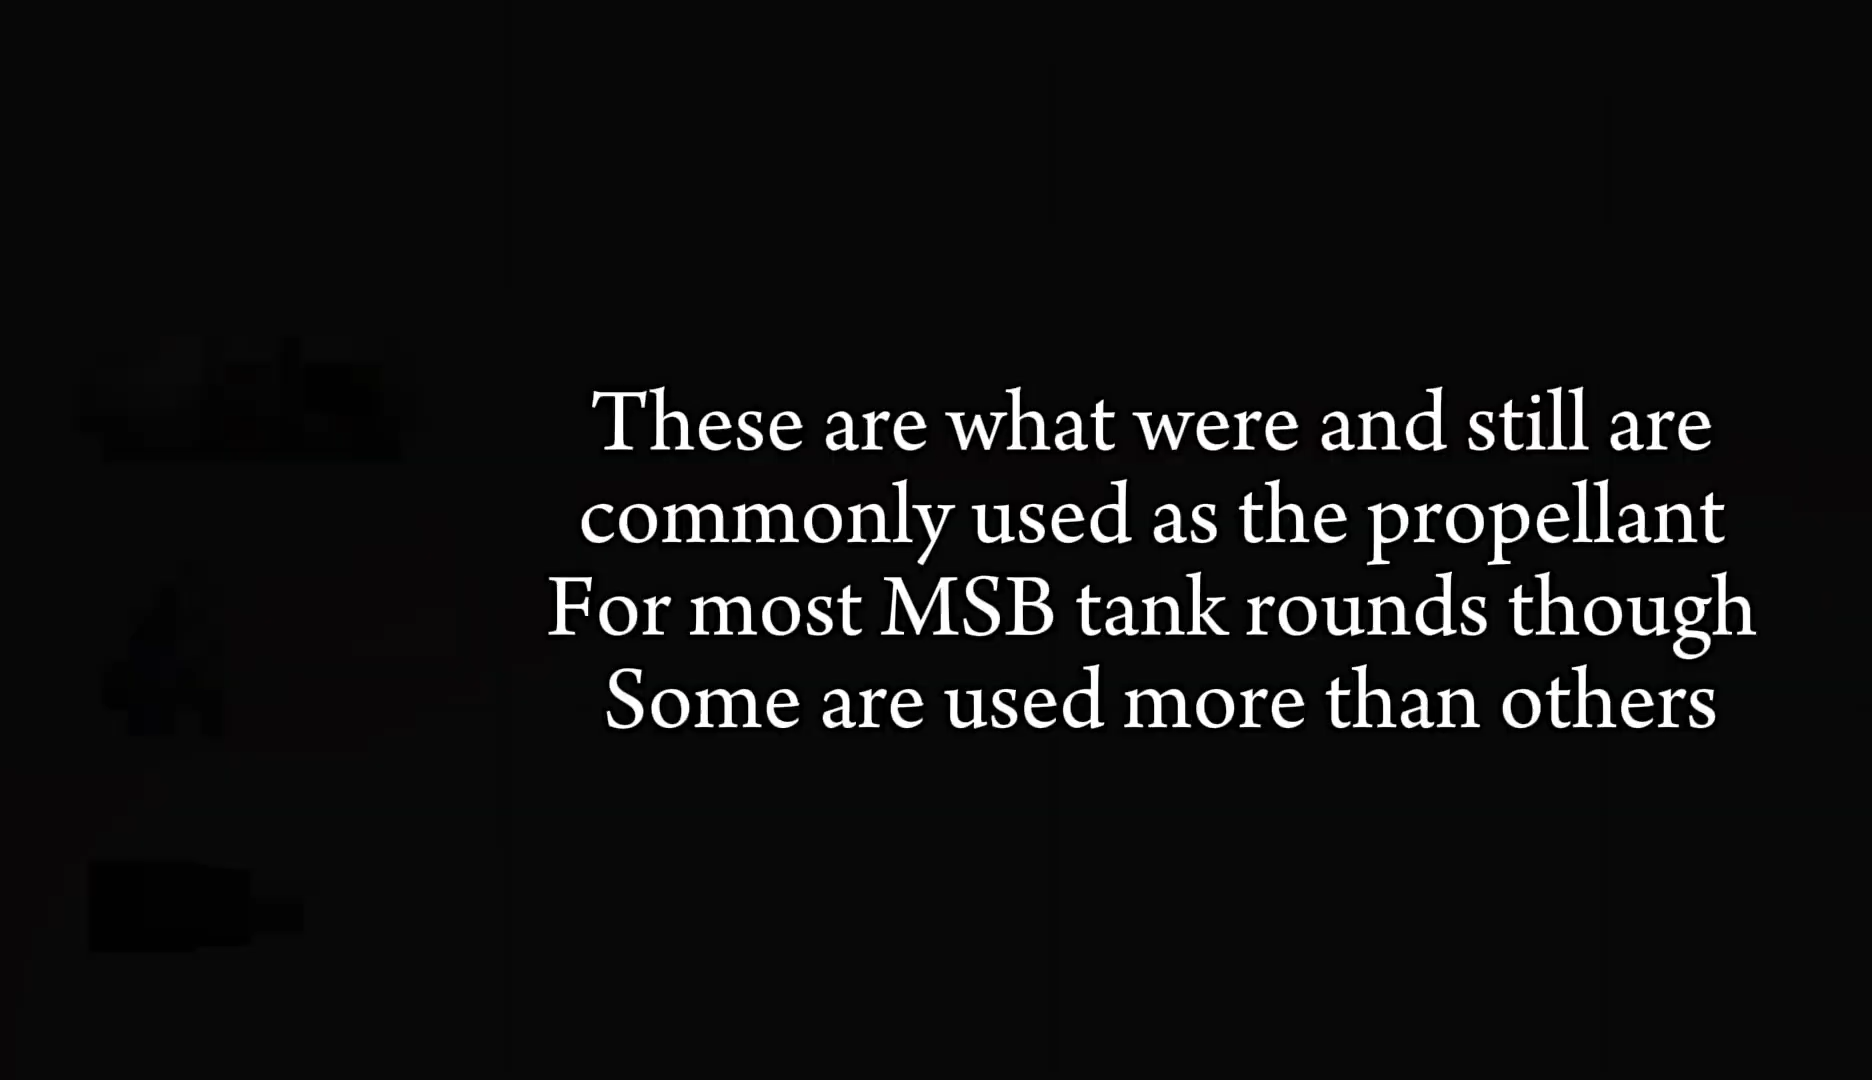 These are what were and still are
commonly used as the propellant
For most MSB tank rounds though
Some are used more than others